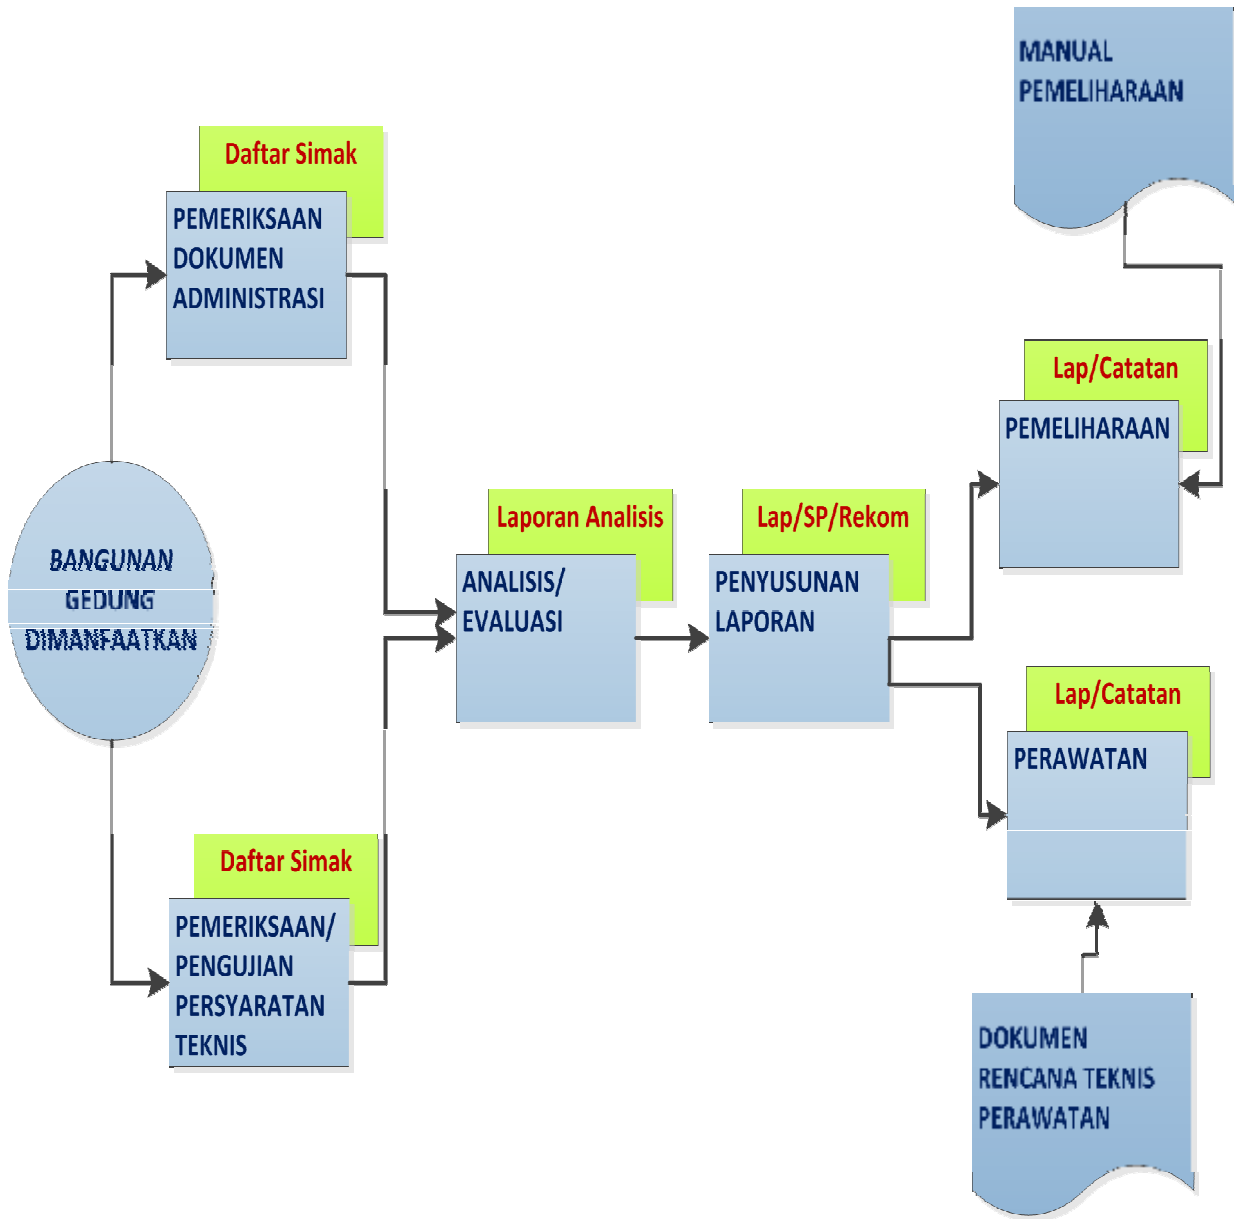 MANUAL
PEMELIHARAAN
Daftar Simak
PEMERIKSAAN
DOKUMEN
ADMINISTRASI
Lap/Catatan
PEMELIHARAAN
BANGUNAN
GEDUNG
DIMANFAATKAN
Laporan Analisis
ANALISIS/
EVALUASI
Lap/SP/Rekom
PENYUSUNAN
LAPORAN
Lap/Catatan
PERAWATAN
Daftar Simak
PEMERIKSAAN/
PENGUJIAN
PERSYARATAN
TEKNIS
DOKUMEN
RENCANA TEKNIS
PERAWATAN